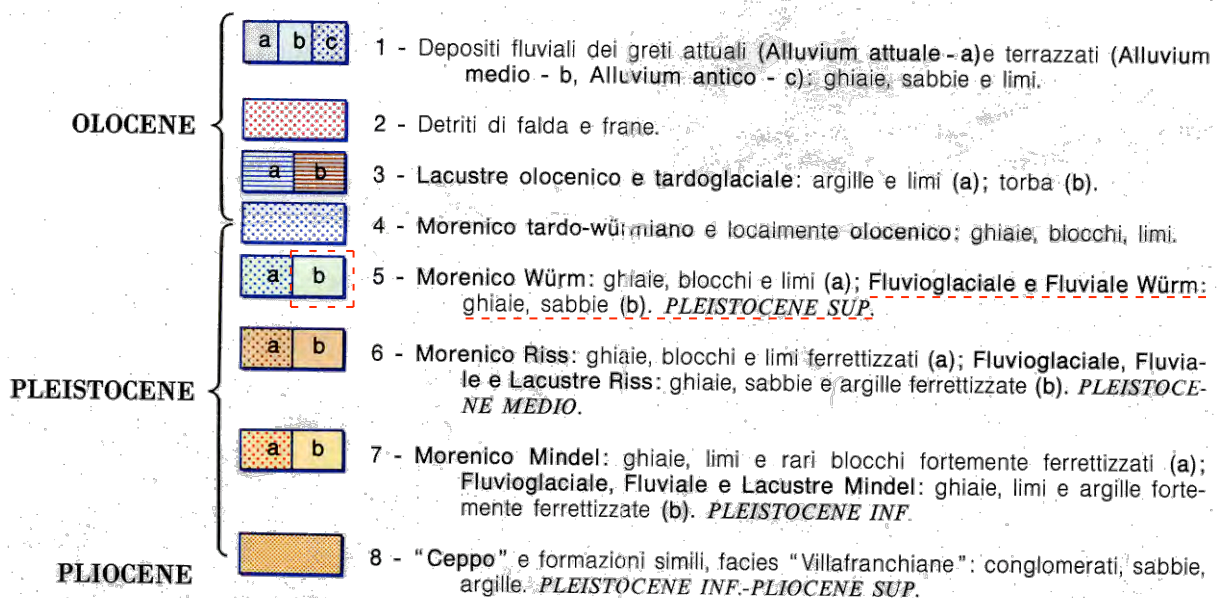 OLOCENE
a b c 1 - Depositi fluviali dei greti attuali (Alluvium attuale - a)e terrazzati (Alluvium
medio - b, Alluvium antico - c): ghiaie, sabbie e limi.
2 - Detriti di falda e frane.
a b 3 - Lacustre olocenico e tardoglaciale: argille e limi (a); torba (b).
PLEISTOCENE
4 - Morenico tardo-würmiano e localmente olocenico: ghiaie, blocchi, limi.
a b 5 - Morenico Würm: ghiaie, blocchi e limi (a); Fluvioglaciale e Fluviale Würm:
ghiaie, sabbie (b). PLEISTOCENE SUP.
a b 6 - Morenico Riss: ghiaie, blocchi e limi ferrettizzati (a); Fluvioglaciale, Fluvia-
le e Lacustre Riss: ghiaie, sabbie e argille ferrettizzate (b). PLEISTOCE-
NE MEDIO.
a b 7 - Morenico Mindel: ghiaie, limi e rari blocchi fortemente ferrettizzati (a);
Fluvioglaciale, Fluviale e Lacustre Mindel: ghiaie, limi e argille forte-
mente ferrettizzate (b). PLEISTOCENE INF.
PLIOCENE
8 - "Ceppo" e formazioni simili, facies "Villafranchiane": conglomerati, sabbie,
argille. PLEISTOCENE INF.-PLIOCENE SUP.